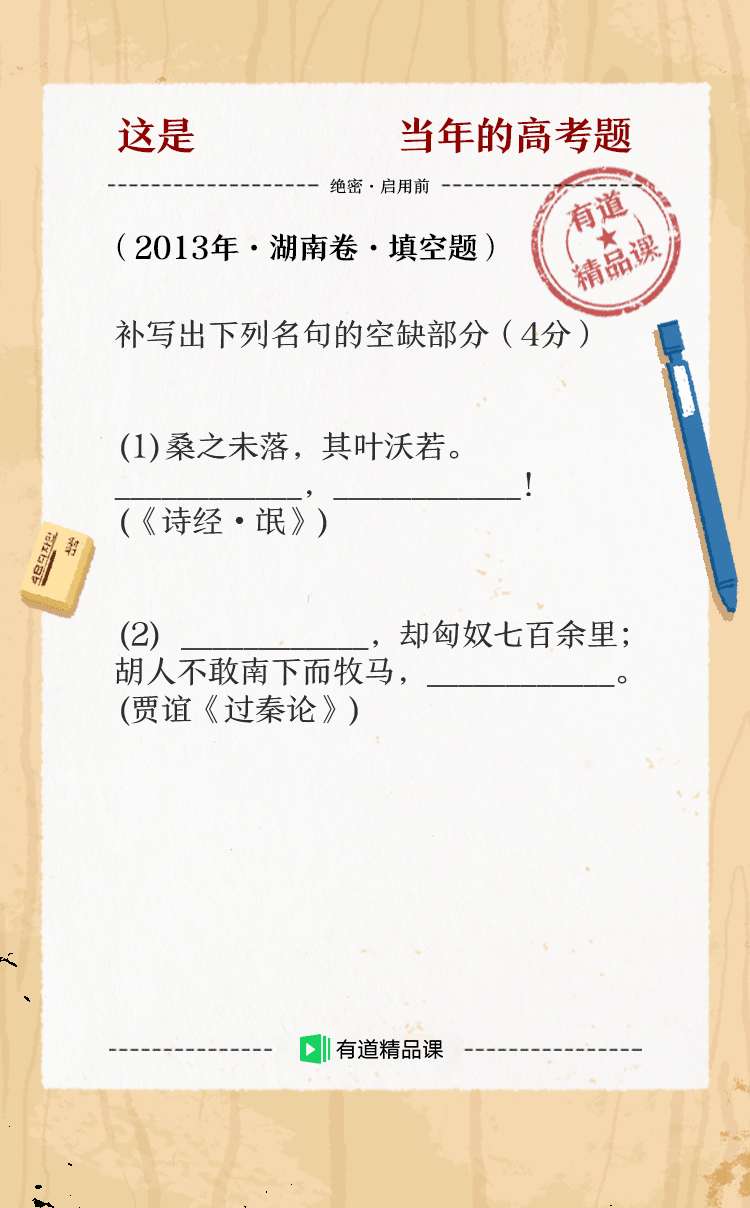 这是 当年的高考题
绝密·启用前
有道
精品课
（2013年·湖南卷·填空题）
补写出下列名句的空缺部分（4分）
(1)桑之未落，其叶沃若。
____________，____________！
(《诗经·氓》)
(2) ____________，却匈奴七百余里；
胡人不敢南下而牧马，____________。
(贾谊《过秦论》)
有道精品课